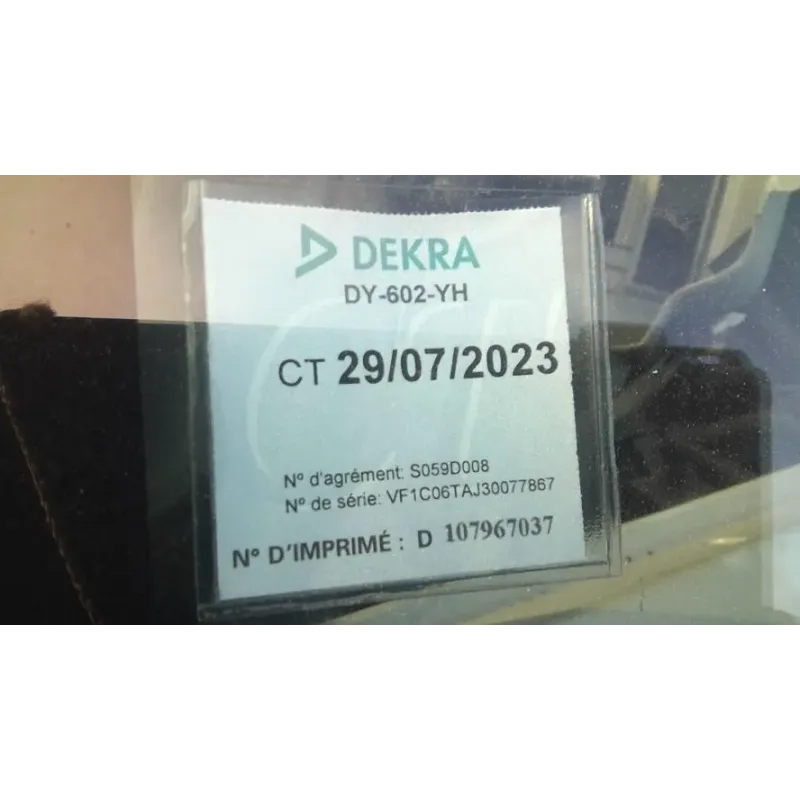 DEKRA
DY-602-YH
CT 29/07/2023
N° d'agrément: S059D008
N° de série: VF1C06TAJ30077867
N° D'IMPRIMÉ : D 107967037